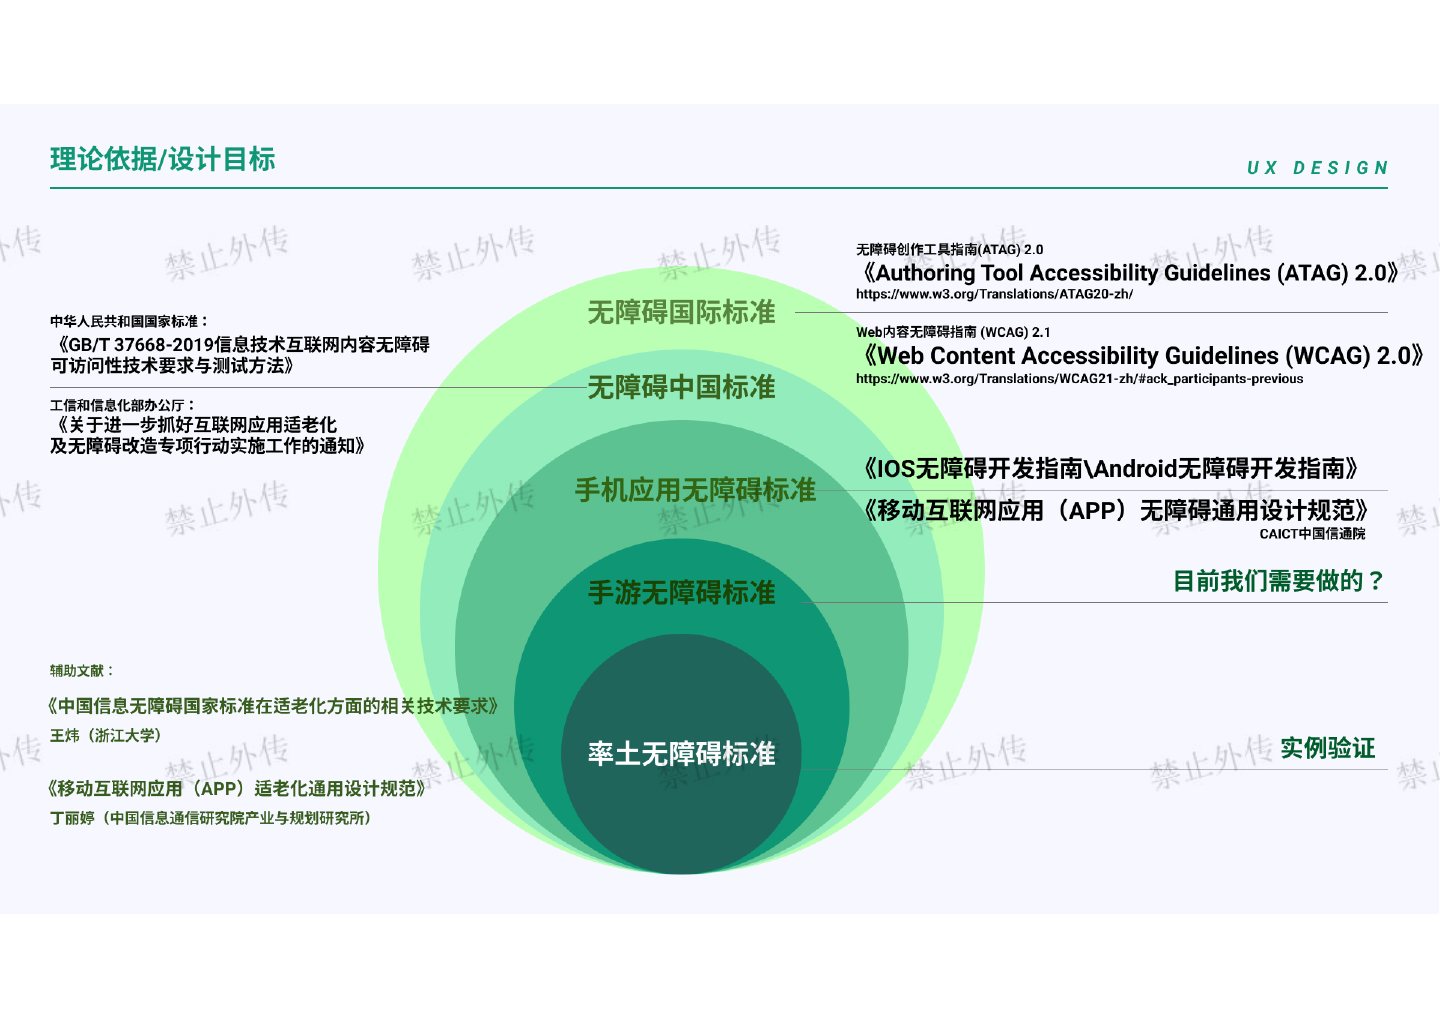 理论依据/设计目标
UX DESIGN
无障碍创作工具指南(ATAG) 2.0
《Authoring Tool Accessibility Guidelines (ATAG) 2.0》
https://www.w3.org/Translations/ATAG20-zh/
无障碍国际标准
Web内容无障碍指南 (WCAG) 2.1
《Web Content Accessibility Guidelines (WCAG) 2.0》
https://www.w3.org/Translations/WCAG21-zh/#ack_participants-previous
中华人民共和国国家标准：
《GB/T 37668-2019信息技术互联网内容无障碍
可访问性技术要求与测试方法》
无障碍中国标准
工信和信息化部办公厅：
《关于进一步抓好互联网应用适老化
及无障碍改造专项行动实施工作的通知》
《IOS无障碍开发指南\Android无障碍开发指南》
手机应用无障碍标准
《移动互联网应用（APP）无障碍通用设计规范》
CAICT中国信通院
目前我们需要做的？
手游无障碍标准
辅助文献：
《中国信息无障碍国家标准在适老化方面的相关技术要求》
王炜（浙江大学）
率土无障碍标准
实例验证
《移动互联网应用（APP）适老化通用设计规范》
丁丽婷（中国信息通信研究院产业与规划研究所）
禁止外传